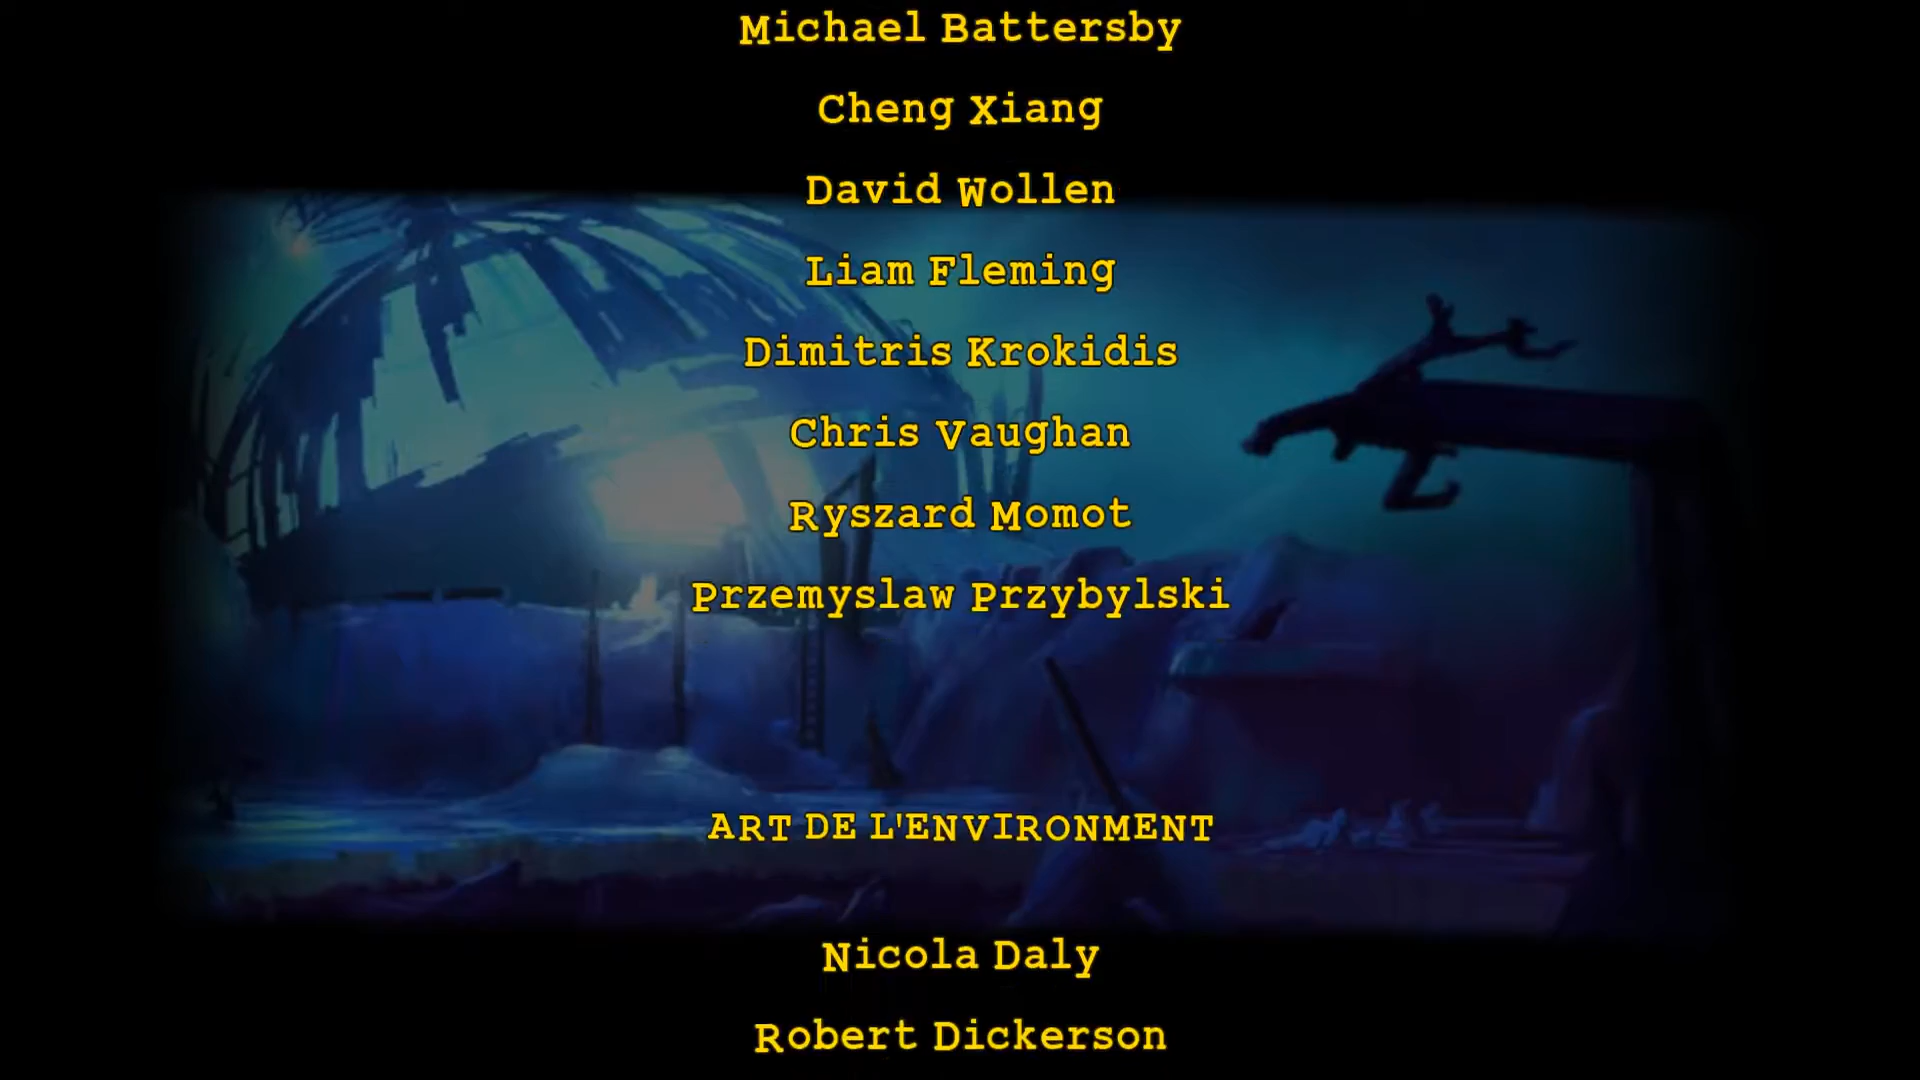 Michael Battersby
Cheng Xiang
David Wollen
Liam Fleming
Dimitris Krokidis
Chris Vaughan
Ryszard Momot
Przemyslaw Przybylski
ART DE L'ENVIRONMENT
Nicola Daly
Robert Dickerson